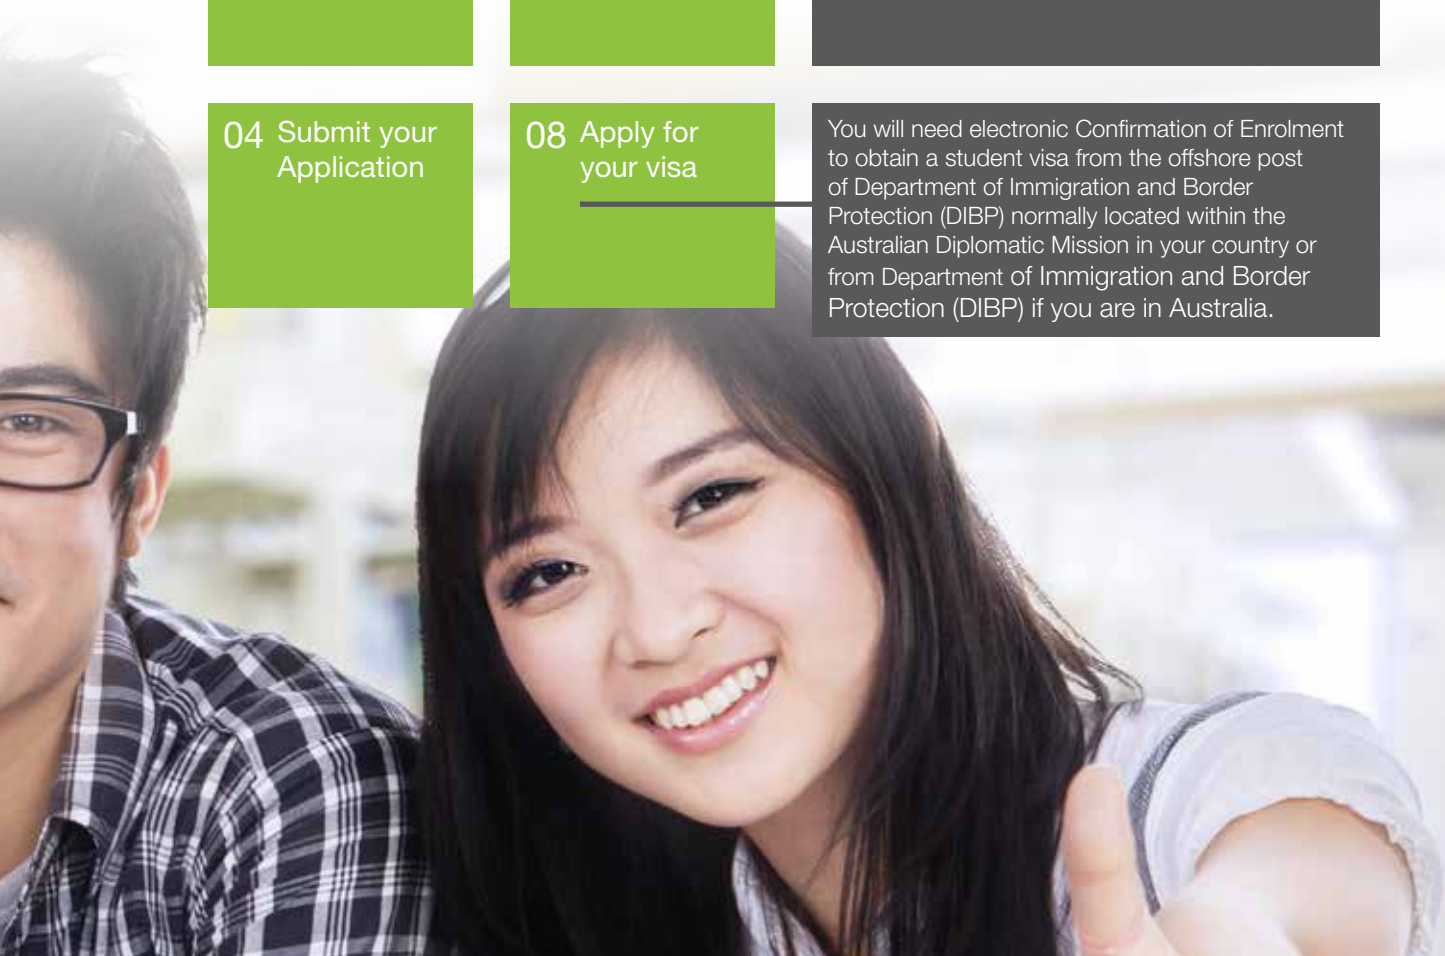 04 Submit your
Application
08 Apply for
your visa
You will need electronic Confirmation of Enrolment
to obtain a student visa from the offshore post
of Department of Immigration and Border
Protection (DIBP) normally located within the
Australian Diplomatic Mission in your country or
from Department of Immigration and Border
Protection (DIBP) if you are in Australia.